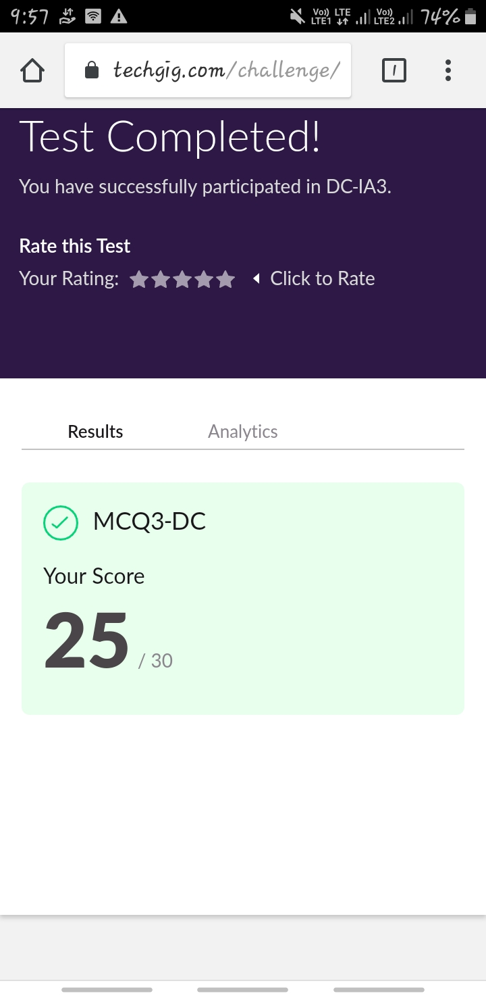 9:57 Vo)) LTE LTE1 Vo)) LTE2 74%
techgig.com/challenge/ 1
Test Completed!
You have successfully participated in DC-IA3.
Rate this Test
Your Rating: Click to Rate
Results Analytics
MCQ3-DC
Your Score
25 / 30